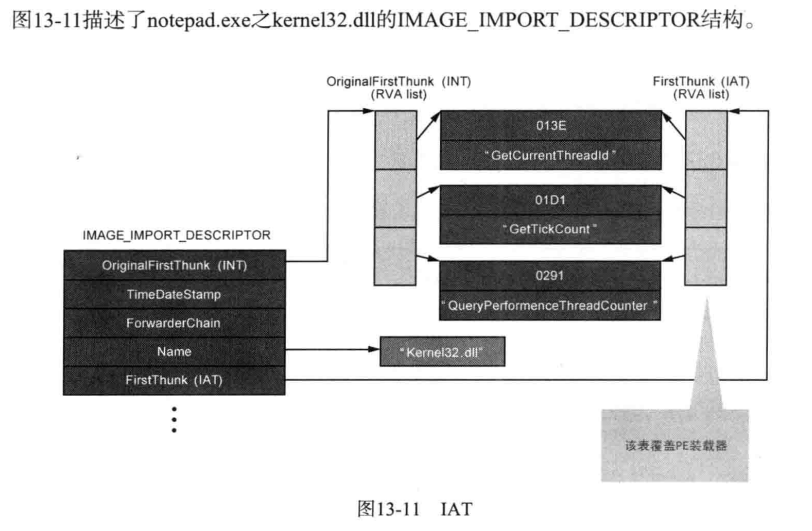 图13-11描述了notepad.exe之kernel32.dll的IMAGE_IMPORT_DESCRIPTOR结构。
OriginalFirstThunk (INT)
(RVA list)
FirstThunk (IAT)
(RVA list)
013E
"GetCurrentThreadId"
01D1
"GetTickCount"
0291
"QueryPerformenceThreadCounter"
IMAGE_IMPORT_DESCRIPTOR
OriginalFirstThunk (INT)
TimeDateStamp
ForwarderChain
Name
FirstThunk (IAT)
"Kernel32.dll"
该表覆盖PE装载器
图13-11 IAT